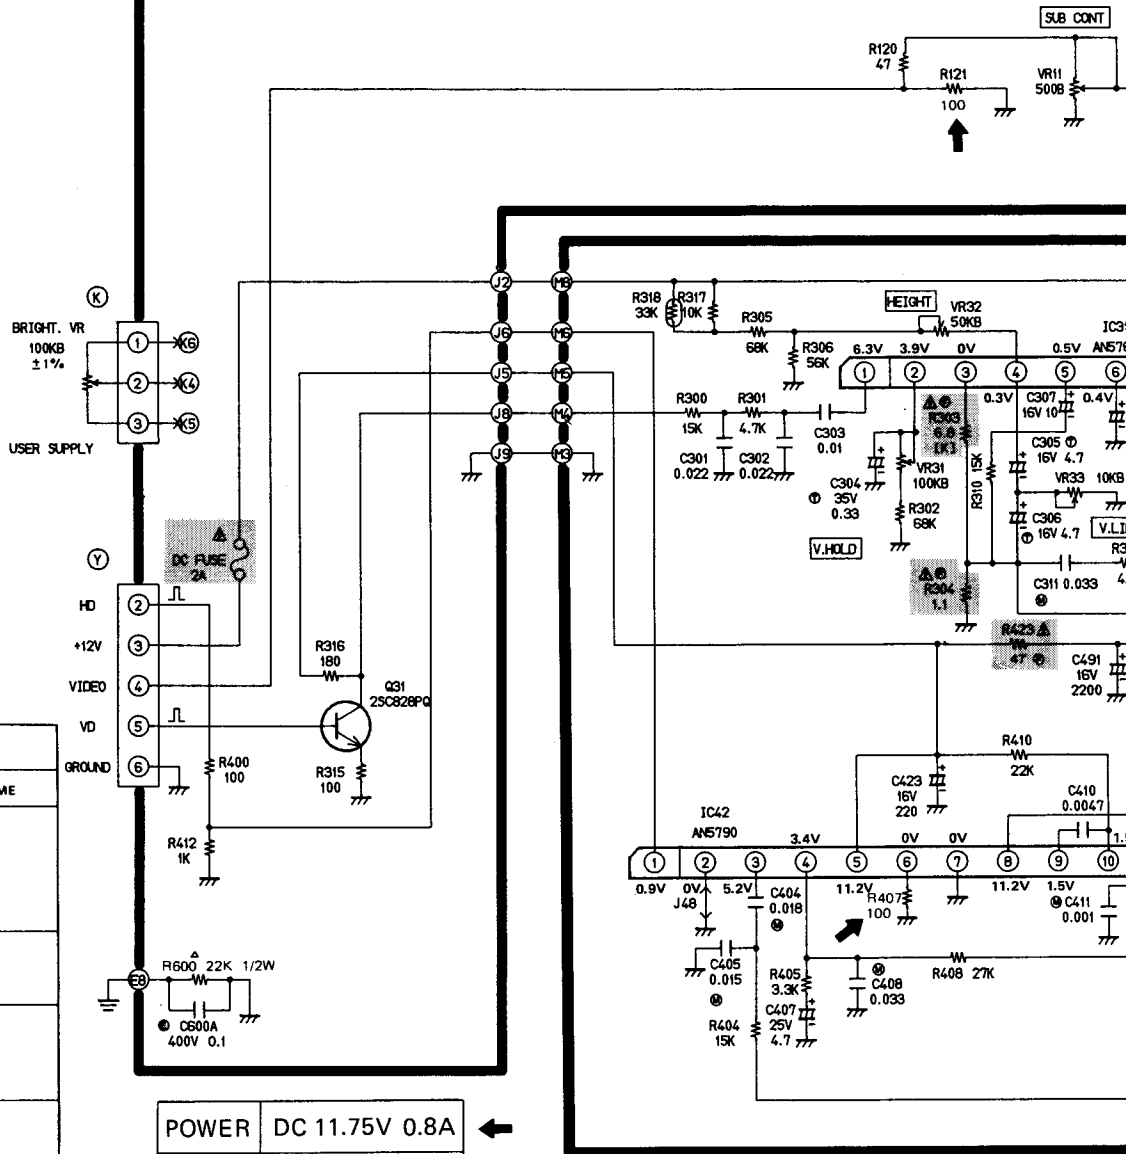 SUB CONT
R120
47
R121
100
VR11
500B
K
BRIGHT. VR
100KB
±1%
1
2
3
K6
K4
K5
USER SUPPLY
J2
M8
J6
M6
J5
M5
J8
M4
J9
M3
R318
33K
R317
10K
R305
68K
R306
56K
HEIGHT
VR32
50KB
6.3V
3.9V
0V
0.3V
0.5V
0.4V
1
2
3
4
5
6
R300
15K
R301
4.7K
C301
0.022
C302
0.022
C303
0.01
C304
35V
0.33
VR31
100KB
R302
68K
V.HOLD
R303
R310 15K
C307
16V 10
C305
16V 4.7
VR33 10KB
C306
16V 4.7
C311 0.033
M
R304
1.1
R423
47
C491
16V
2200
Y
DC FUSE
2A
HD
2
+12V
3
VIDEO
4
VD
5
GROUND
6
R316
180
Q31
2SC828PQ
R315
100
R400
100
R412
1K
R410
22K
C423
16V
220
C410
0.0047
IC42
AN5790
3.4V
0V
0V
1
2
3
4
5
6
7
8
9
10
0.9V
0V
5.2V
11.2V
11.2V
1.5V
J48
C404
0.018
M
R407
100
C411
0.001
M
C405
0.015
M
R405
3.3K
C408
0.033
M
R408 27K
R404
15K
C407
25V
4.7
E8
R600 22K 1/2W
C600A
400V 0.1
POWER DC 11.75V 0.8A